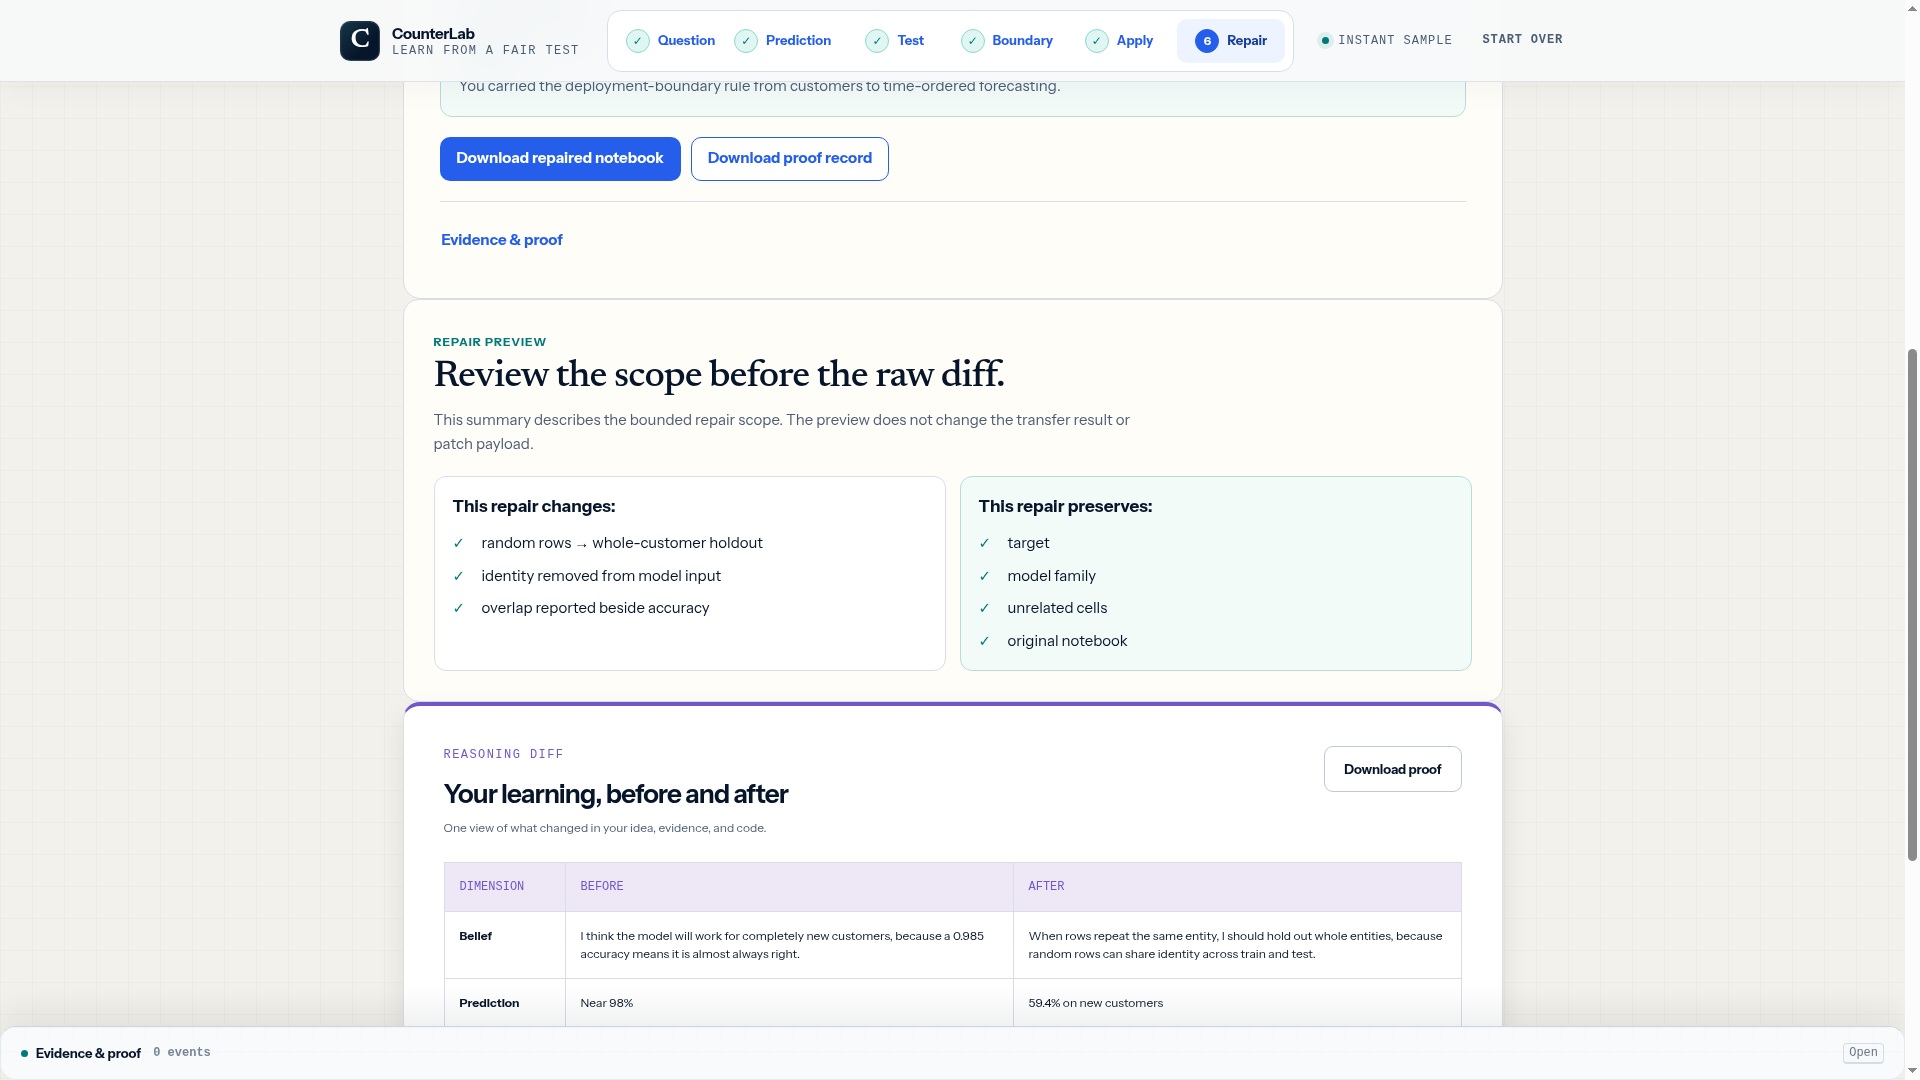 C
CounterLab
LEARN FROM A FAIR TEST
✓ Question ✓ Prediction ✓ Test ✓ Boundary ✓ Apply 6 Repair
INSTANT SAMPLE
START OVER
You carried the deployment-boundary rule from customers to time-ordered forecasting.
Download repaired notebook
Download proof record
Evidence & proof
REPAIR PREVIEW
Review the scope before the raw diff.
This summary describes the bounded repair scope. The preview does not change the transfer result or
patch payload.
This repair changes:
✓ random rows → whole-customer holdout
✓ identity removed from model input
✓ overlap reported beside accuracy
This repair preserves:
✓ target
✓ model family
✓ unrelated cells
✓ original notebook
REASONING DIFF
Your learning, before and after
One view of what changed in your idea, evidence, and code.
Download proof
DIMENSION BEFORE AFTER
Belief
I think the model will work for completely new customers, because a 0.985
accuracy means it is almost always right.
When rows repeat the same entity, I should hold out whole entities, because
random rows can share identity across train and test.
Prediction Near 98% 59.4% on new customers
Evidence & proof 0 events Open